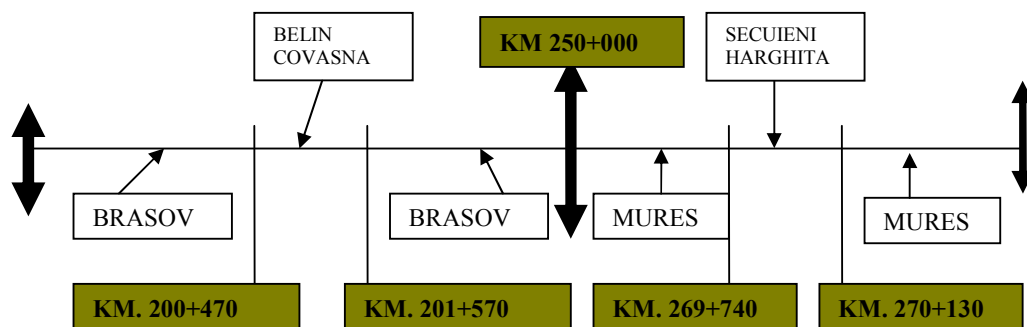 BELIN
COVASNA
KM 250+000
SECUIENI
HARGHITA
BRASOV
BRASOV
MURES
MURES
KM. 200+470
KM. 201+570
KM. 269+740
KM. 270+130